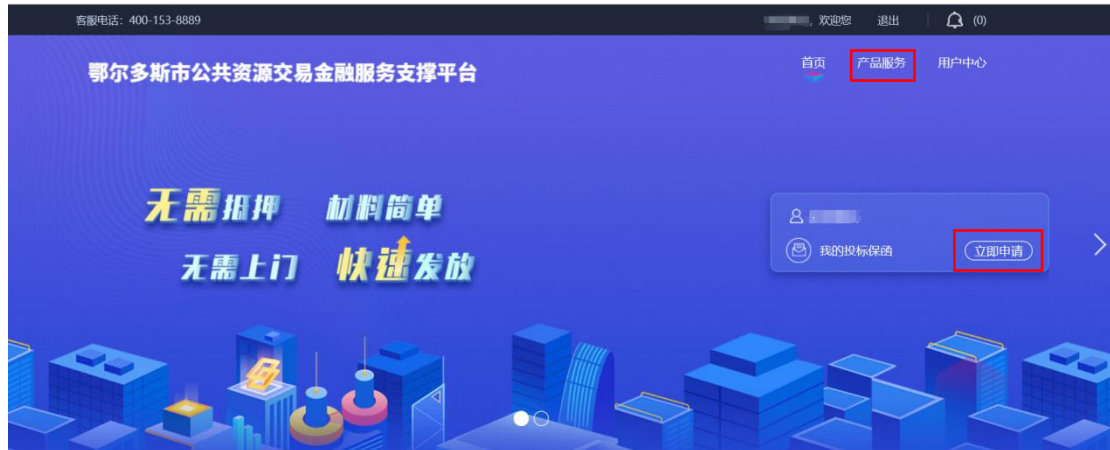 客服电话：400-153-8889
，欢迎您 退出 (0)
鄂尔多斯市公共资源交易金融服务支撑平台
首页 产品服务 用户中心
无需抵押 材料简单
无需上门 快速发放
我的投标保函 立即申请